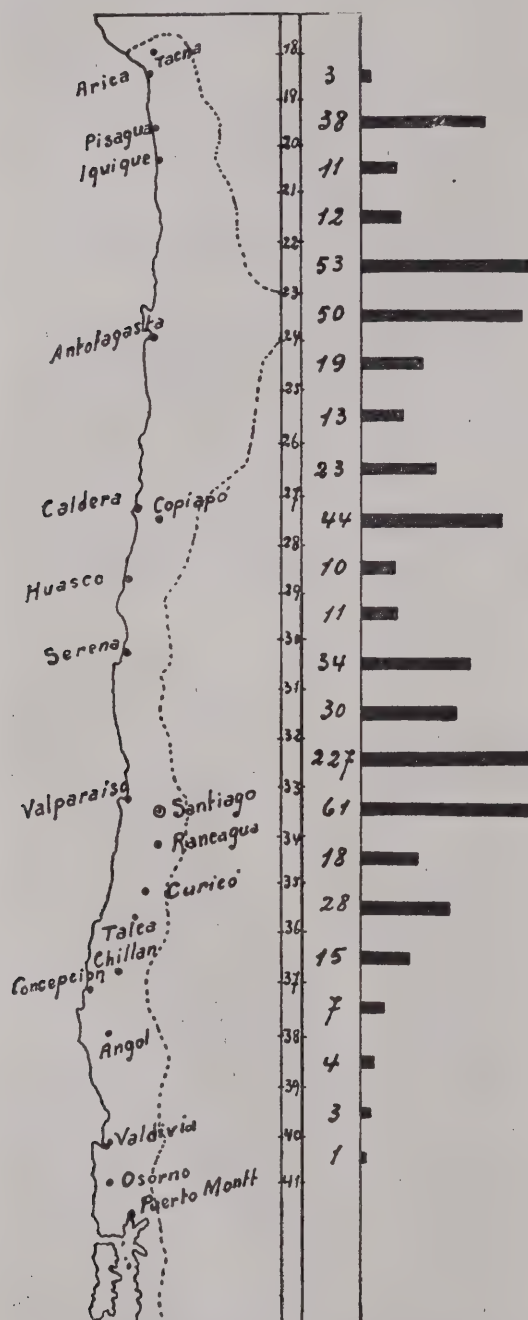 Tacna
18
Arica
3
19
38
Pisagua
20
Iquique
11
21
12
22
53
23
50
Antofagasta
24
19
25
13
26
23
27
Caldera
Copiapó
44
28
10
Huasco
29
11
30
Serena
34
31
30
32
227
33
Valparaiso
Santiago
61
34
Rancagua
18
35
Curicó
28
36
Talca
Chillan
15
Concepcion
37
7
38
Angol
4
39
3
40
Valdivia
1
41
Osorno
Puerto Montt